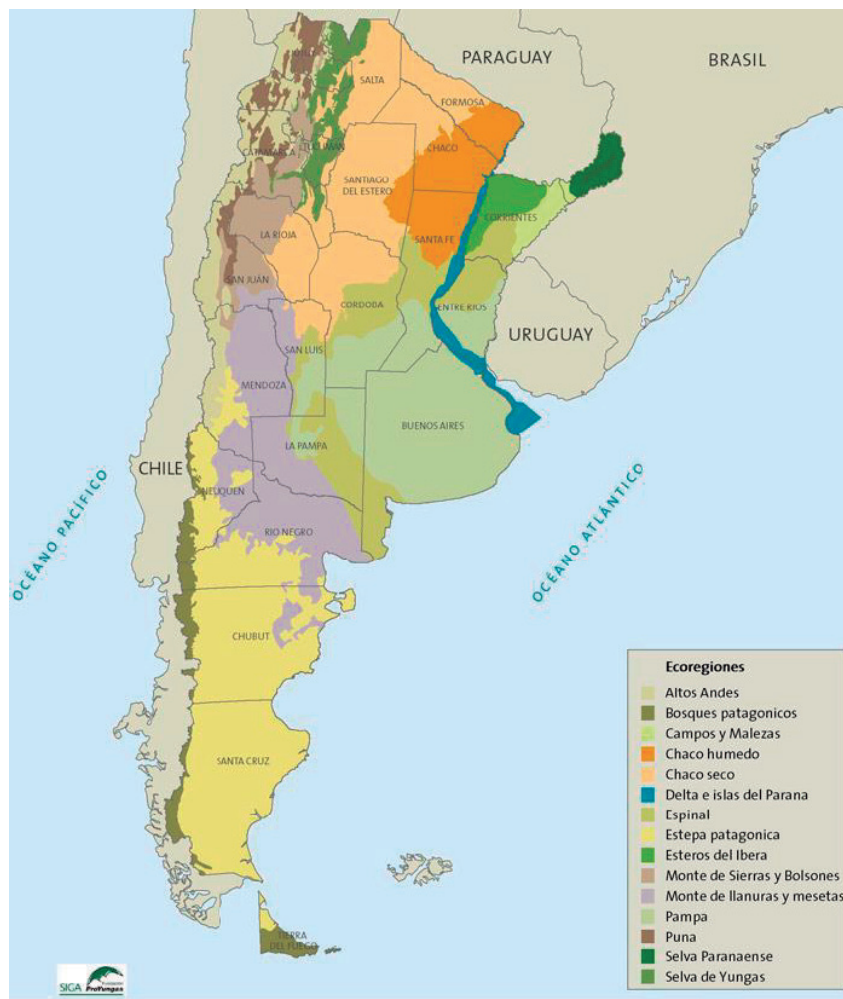 PARAGUAY
BRASIL
SALTA
FORMOSA
CHACO
CATAMARCA
TUCUMAN
SANTIAGO
DEL ESTERO
CORRIENTES
LA RIOJA
SANTA FE
SAN JUÁN
CORDOBA
ENTRE RIOS
URUGUAY
SAN LUIS
MENDOZA
BUENOS AIRES
LA PAMPA
CHILE
NEUQUEN
RIO NEGRO
OCÉANO PACÍFICO
OCÉANO ATLÁNTICO
CHUBUT
SANTA CRUZ
TIERRA
DEL FUEGO
Ecoregiones
Altos Andes
Bosques patagonicos
Campos y Malezas
Chaco humedo
Chaco seco
Delta e islas del Parana
Espinal
Estepa patagonica
Esteros del Ibera
Monte de Sierras y Bolsones
Monte de llanuras y mesetas
Pampa
Puna
Selva Paranaense
Selva de Yungas
SIGA
ProYungas